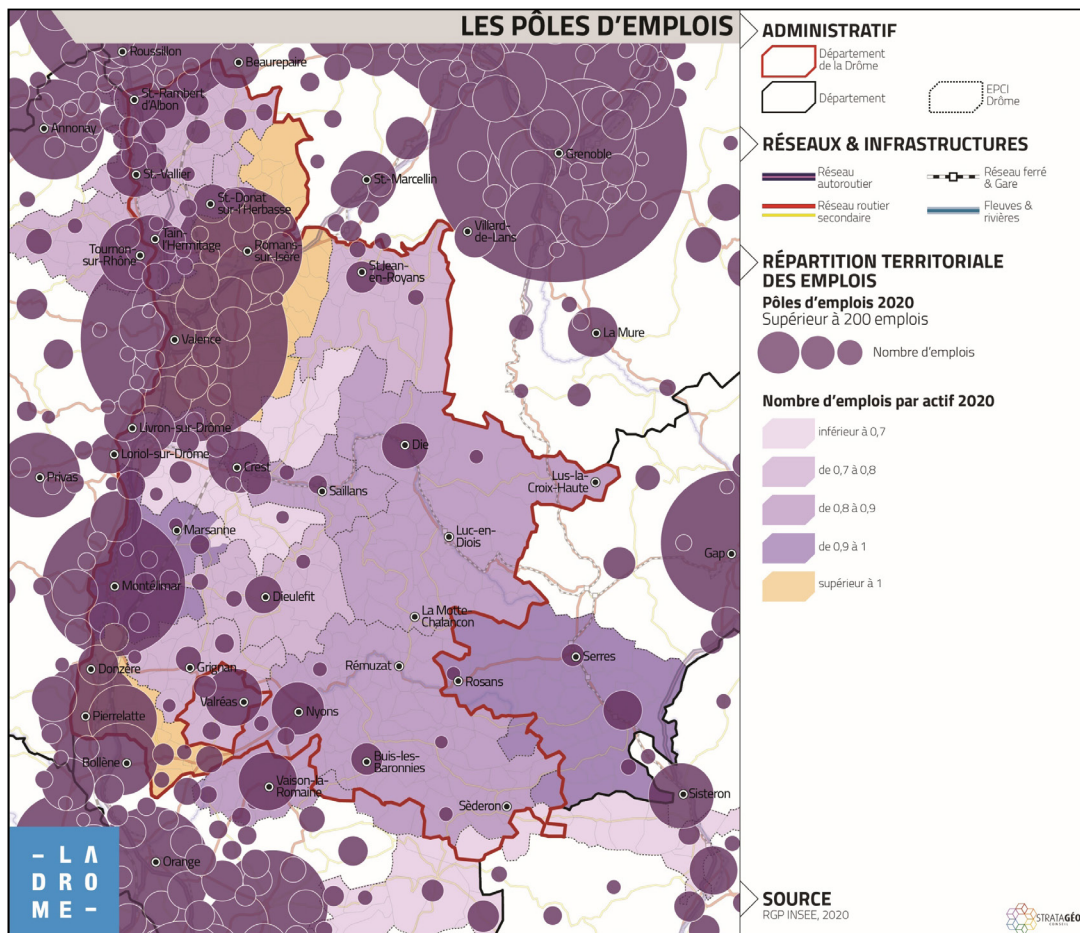 LES PÔLES D'EMPLOIS
Roussillon
Beaurepaire
St.-Rambert
d'Albon
Annonay
Grenoble
St.-Vallier
St.-Marcellin
St.-Donat
sur-l'Herbasse
Villard-
de-Lans
Tain-
l'Hermitage
Tournon-
sur-Rhône
Romans-
sur-Isère
St Jean-
en-Royans
La Mure
Valence
Livron-sur-Drôme
Die
Loriol-sur-Drôme
Crest
Privas
Saillans
Lus-la-
Croix-Haute
Marsanne
Luc-en-
Diois
Gap
Montélimar
Dieulefit
La Motte-
Chalancon
Serres
Donzère
Grignan
Rémuzat
Rosans
Valréas
Nyons
Pierrelatte
Bollène
Buis-les-
Baronnies
Vaison-la-
Romaine
Sisteron
Sèderon
Orange
– L A
D R O
M E –
ADMINISTRATIF
Département
de la Drôme
Département
EPCI
Drôme
RÉSEAUX & INFRASTRUCTURES
Réseau
autoroutier
Réseau ferré
& Gare
Réseau routier
secondaire
Fleuves &
rivières
RÉPARTITION TERRITORIALE
DES EMPLOIS
Pôles d'emplois 2020
Supérieur à 200 emplois
Nombre d'emplois
Nombre d'emplois par actif 2020
inférieur à 0,7
de 0,7 à 0,8
de 0,8 à 0,9
de 0,9 à 1
supérieur à 1
SOURCE
RGP INSEE, 2020
STRATAGÉO
CONSEIL